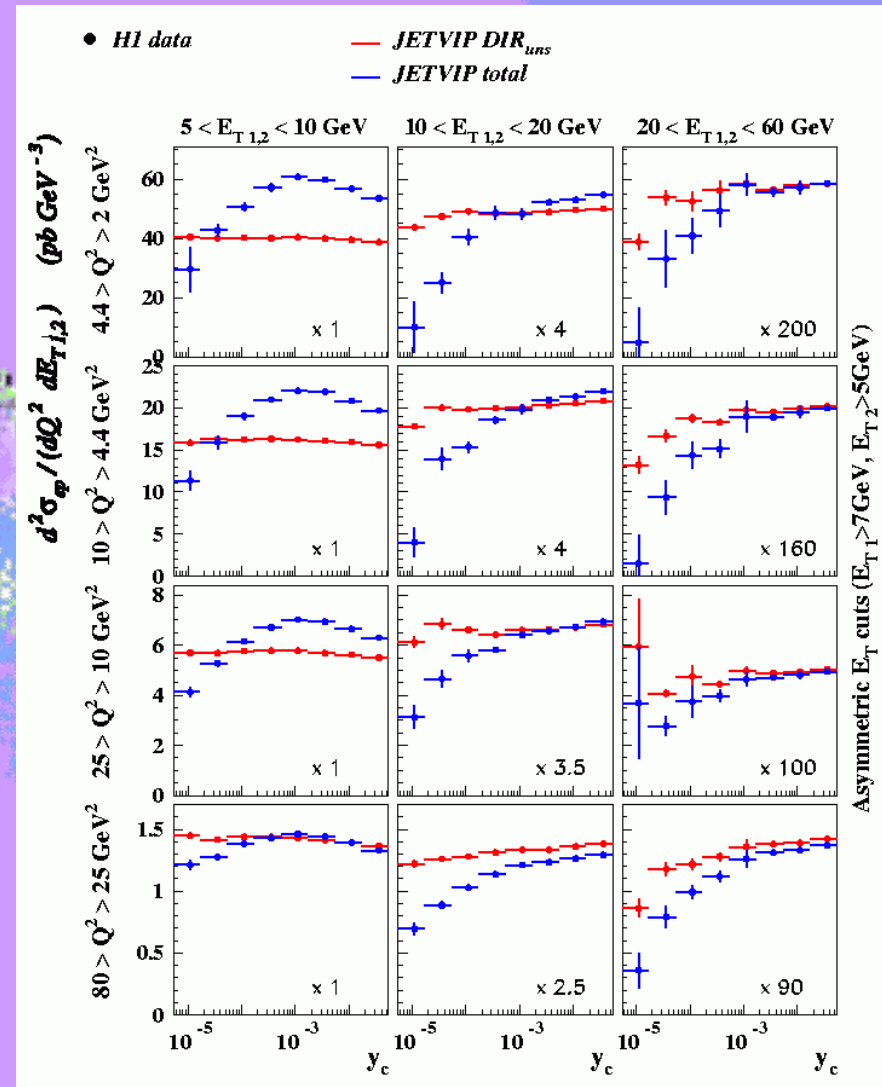 ● H1 data
JETVIP DIR_uns
JETVIP total
5 < E_T 1,2 < 10 GeV
10 < E_T 1,2 < 20 GeV
20 < E_T 1,2 < 60 GeV
d²σ_ep / (dQ² dE_T1,2) (pb GeV⁻³)
4.4 > Q² > 2 GeV²
60
40
20
0
x 1
x 4
x 200
10 > Q² > 4.4 GeV²
25
20
15
10
5
0
x 1
x 4
x 160
25 > Q² > 10 GeV²
8
6
4
2
0
x 1
x 3.5
x 100
80 > Q² > 25 GeV²
1.5
1
0.5
0
x 1
x 2.5
x 90
10⁻⁵ 10⁻³
10⁻⁵ 10⁻³
10⁻⁵ 10⁻³
y_c
y_c
y_c
Asymmetric E_T cuts (E_T 1>7GeV, E_T 2>5GeV)